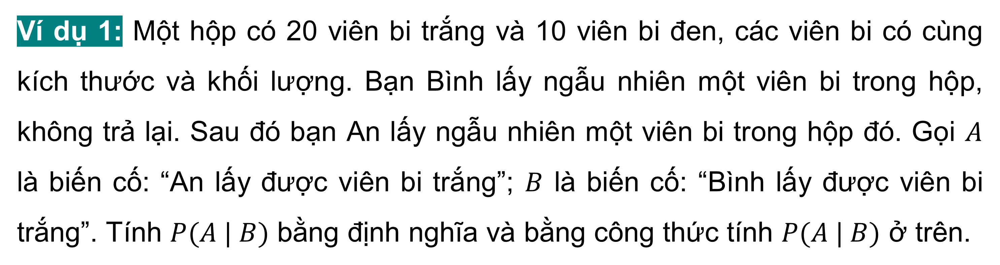 Ví dụ 1: Một hộp có 20 viên bi trắng và 10 viên bi đen, các viên bi có cùng
kích thước và khối lượng. Bạn Bình lấy ngẫu nhiên một viên bi trong hộp,
không trả lại. Sau đó bạn An lấy ngẫu nhiên một viên bi trong hộp đó. Gọi A
là biến cố: “An lấy được viên bi trắng”; B là biến cố: “Bình lấy được viên bi
trắng”. Tính P(A | B) bằng định nghĩa và bằng công thức tính P(A | B) ở trên.